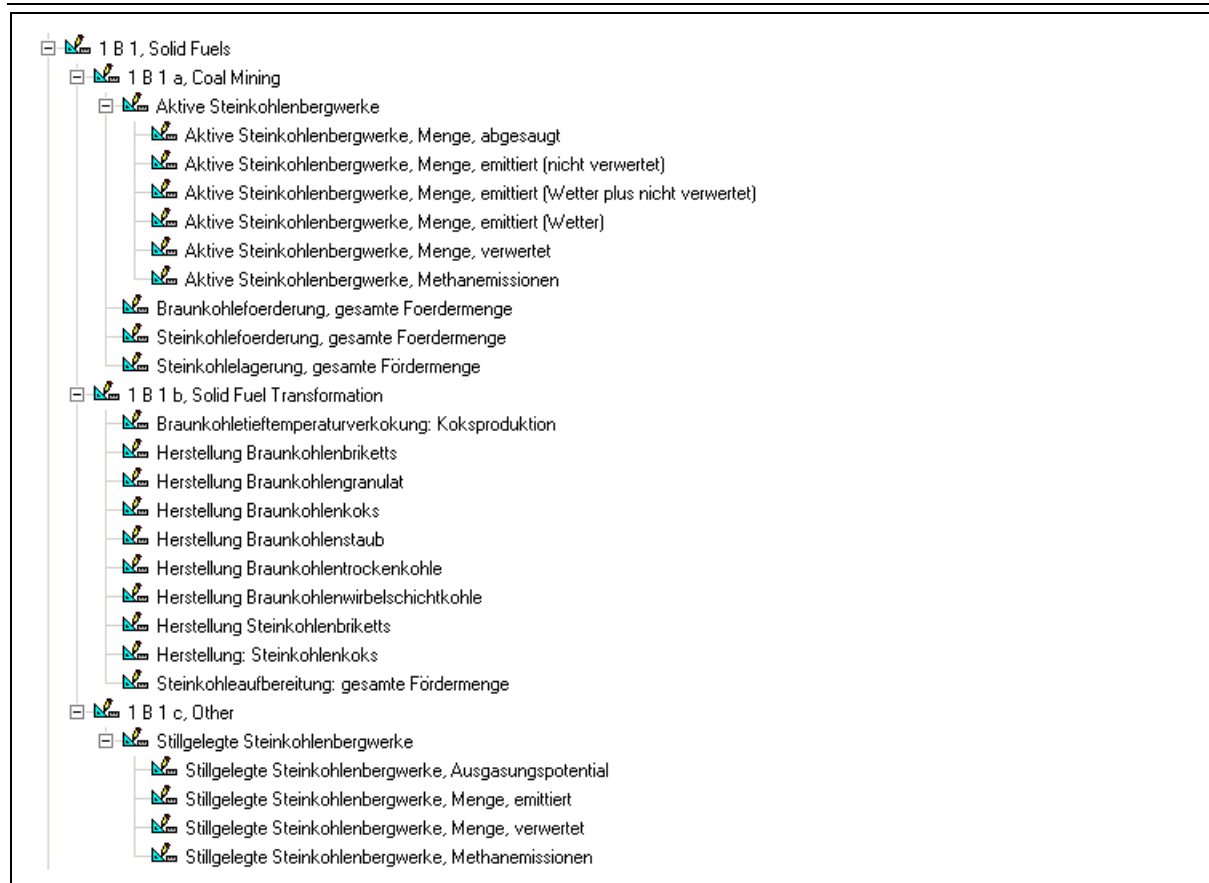 1 B 1, Solid Fuels
1 B 1 a, Coal Mining
Aktive Steinkohlenbergwerke
Aktive Steinkohlenbergwerke, Menge, abgesaugt
Aktive Steinkohlenbergwerke, Menge, emittiert (nicht verwertet)
Aktive Steinkohlenbergwerke, Menge, emittiert (Wetter plus nicht verwertet)
Aktive Steinkohlenbergwerke, Menge, emittiert (Wetter)
Aktive Steinkohlenbergwerke, Menge, verwertet
Aktive Steinkohlenbergwerke, Methanemissionen
Braunkohlefoerderung, gesamte Foerdermenge
Steinkohlefoerderung, gesamte Foerdermenge
Steinkohlelagerung, gesamte Fördermenge
1 B 1 b, Solid Fuel Transformation
Braunkohletieftemperaturverkokung: Koksproduktion
Herstellung Braunkohlenbriketts
Herstellung Braunkohlengranulat
Herstellung Braunkohlenkoks
Herstellung Braunkohlenstaub
Herstellung Braunkohlentrockenkohle
Herstellung Braunkohlenwirbelschichtkohle
Herstellung Steinkohlenbriketts
Herstellung: Steinkohlenkoks
Steinkohleaufbereitung: gesamte Fördermenge
1 B 1 c, Other
Stillgelegte Steinkohlenbergwerke
Stillgelegte Steinkohlenbergwerke, Ausgasungspotential
Stillgelegte Steinkohlenbergwerke, Menge, emittiert
Stillgelegte Steinkohlenbergwerke, Menge, verwertet
Stillgelegte Steinkohlenbergwerke, Methanemissionen